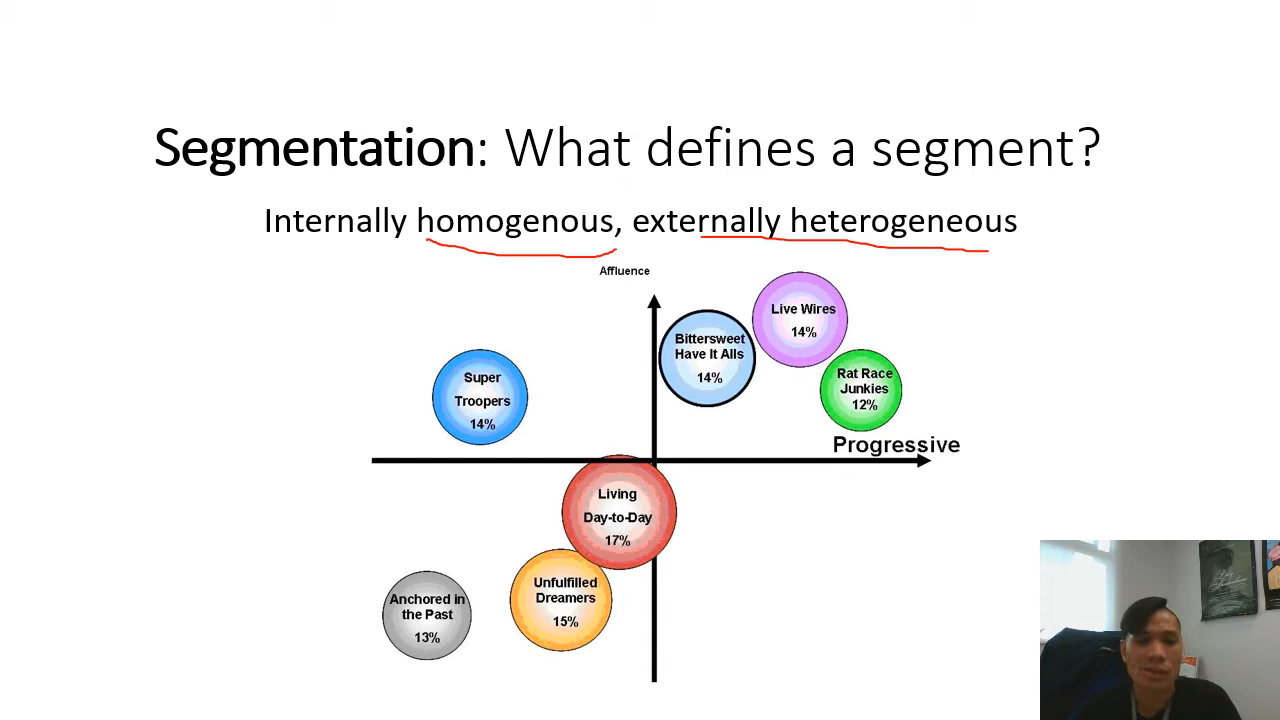 Segmentation: What defines a segment?
Internally homogenous, externally heterogeneous
Affluence
Live Wires
14%
Bittersweet
Have It Alls
14%
Super
Troopers
14%
Rat Race
Junkies
12%
Progressive
Living
Day-to-Day
17%
Unfulfilled
Dreamers
15%
Anchored in
the Past
13%